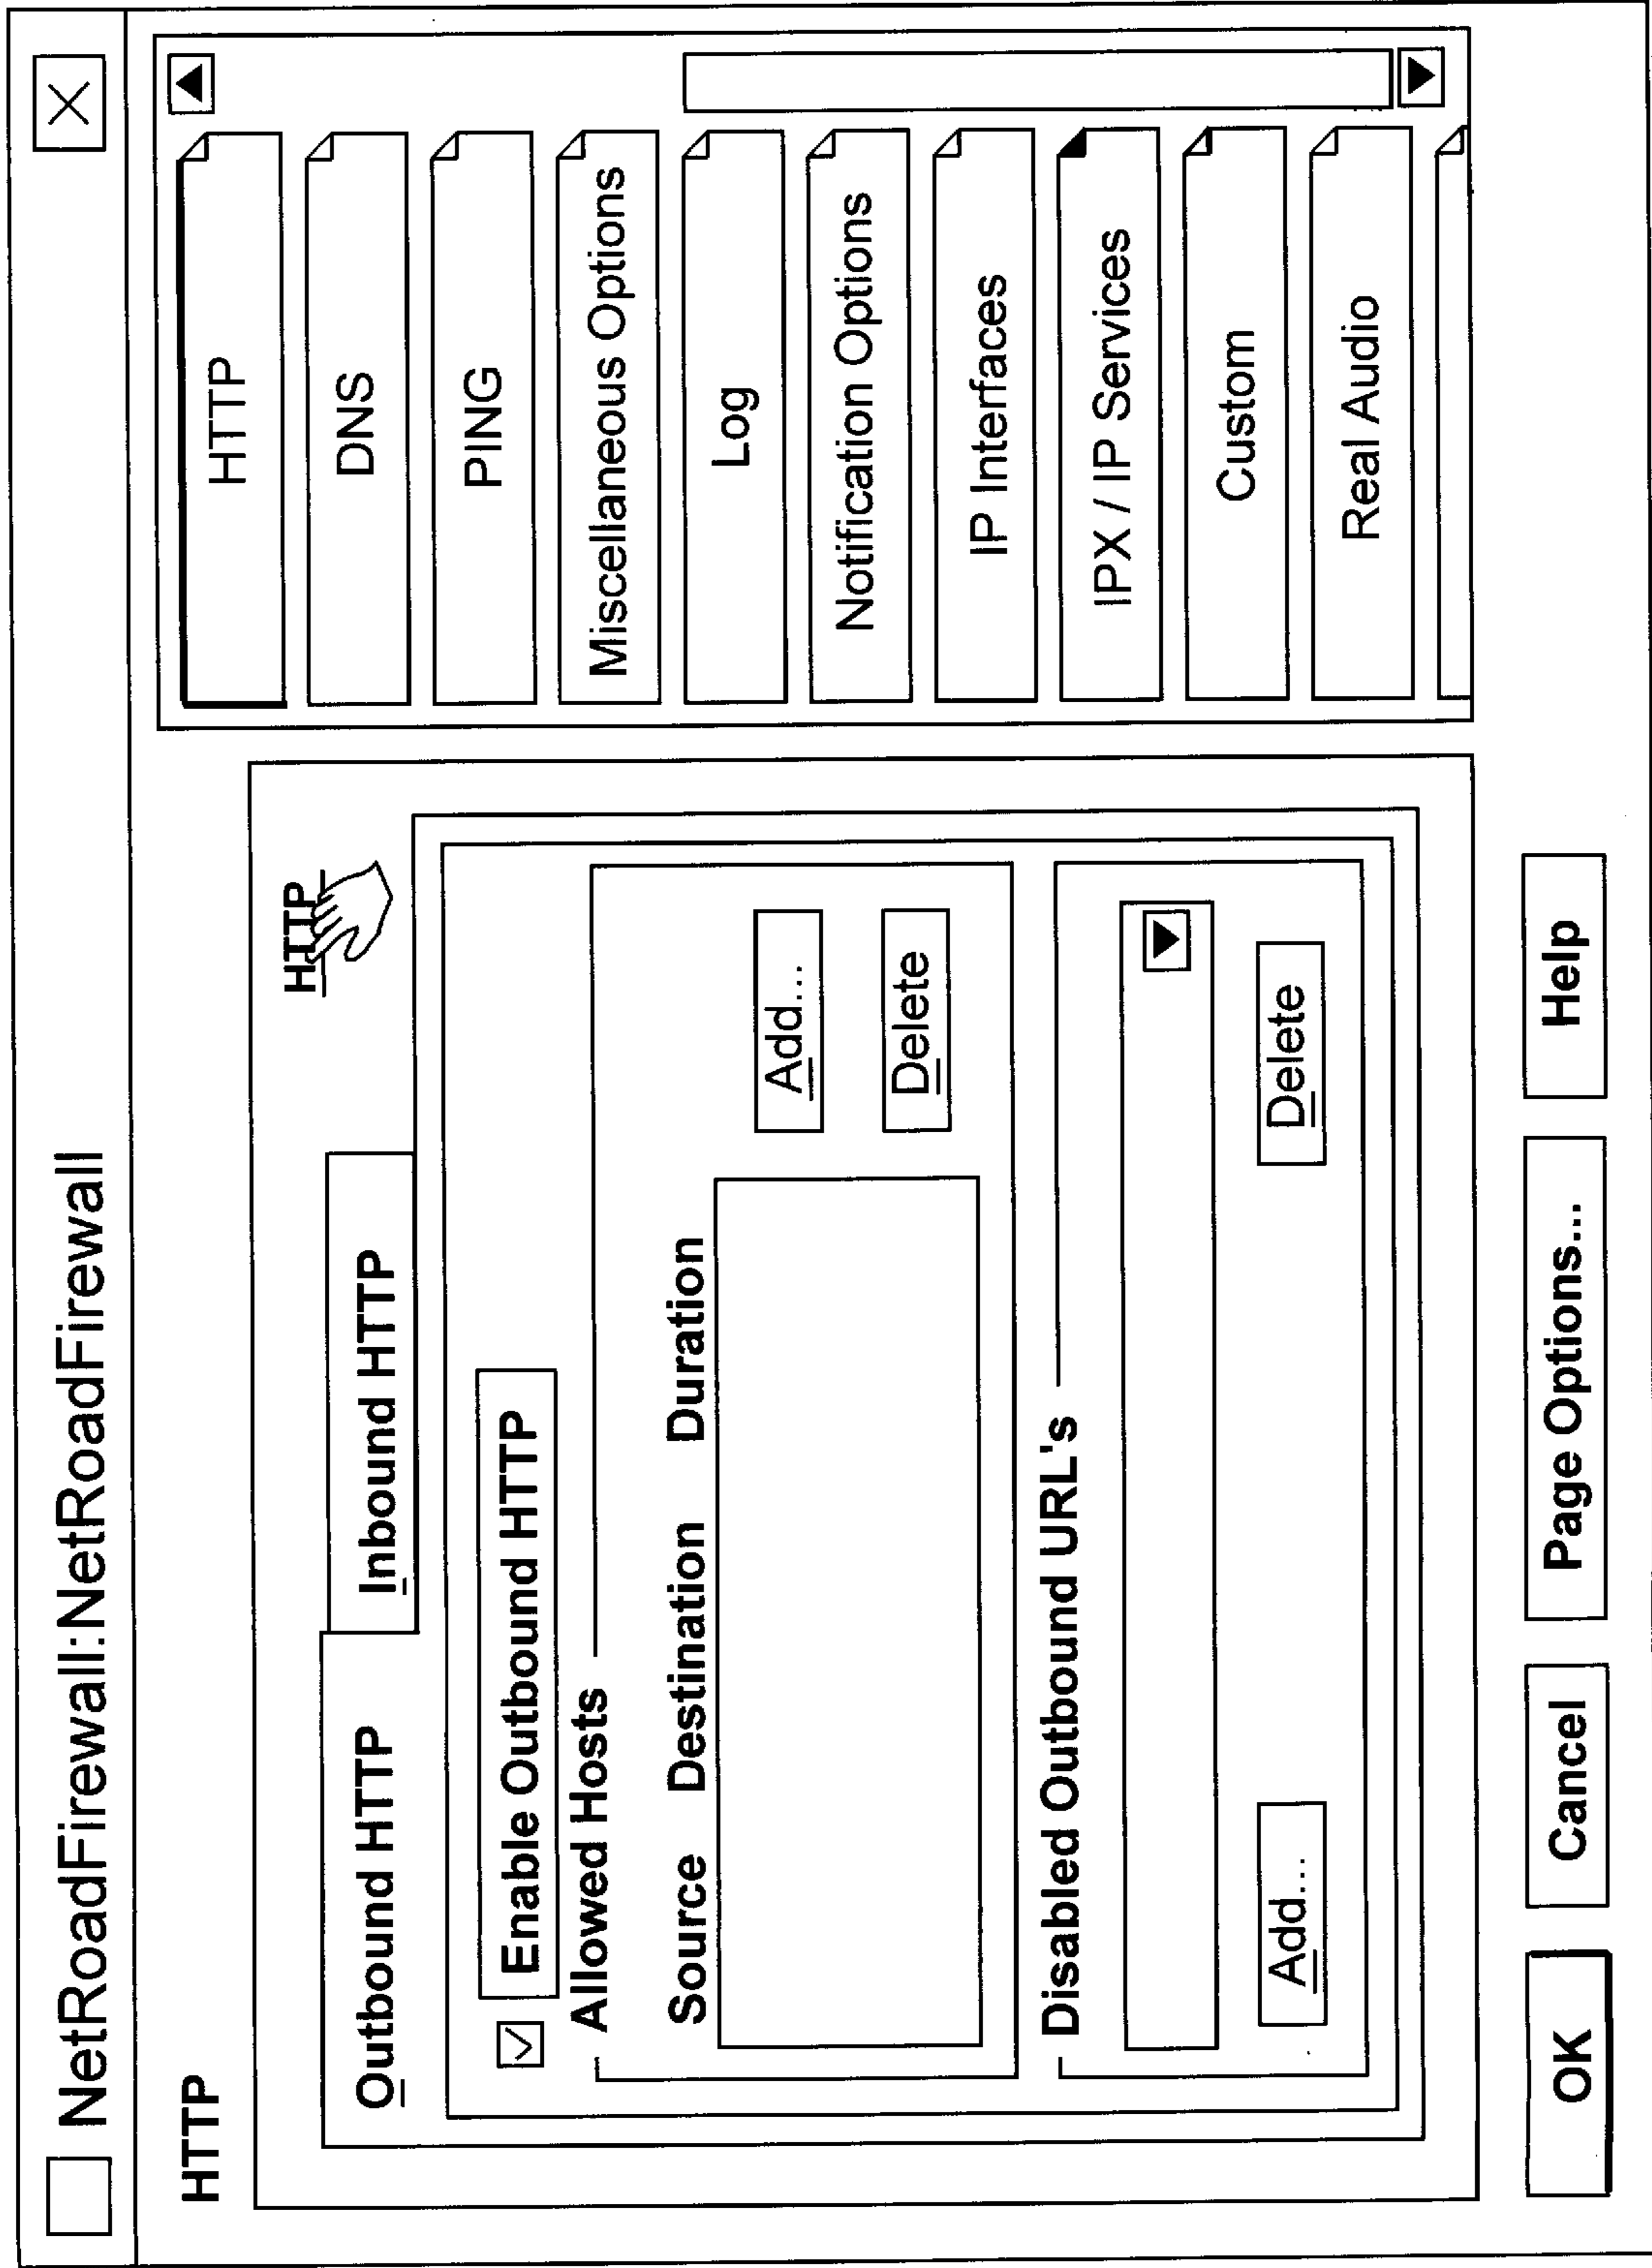 NetRoadFirewall:NetRoadFirewall
HTTP
HTTP
Outbound HTTP
Inbound HTTP
Enable Outbound HTTP
Allowed Hosts
Source Destination Duration
Add...
Delete
Disabled Outbound URL's
Add...
Delete
HTTP
DNS
PING
Miscellaneous Options
Log
Notification Options
IP Interfaces
IPX / IP Services
Custom
Real Audio
OK
Cancel
Page Options...
Help